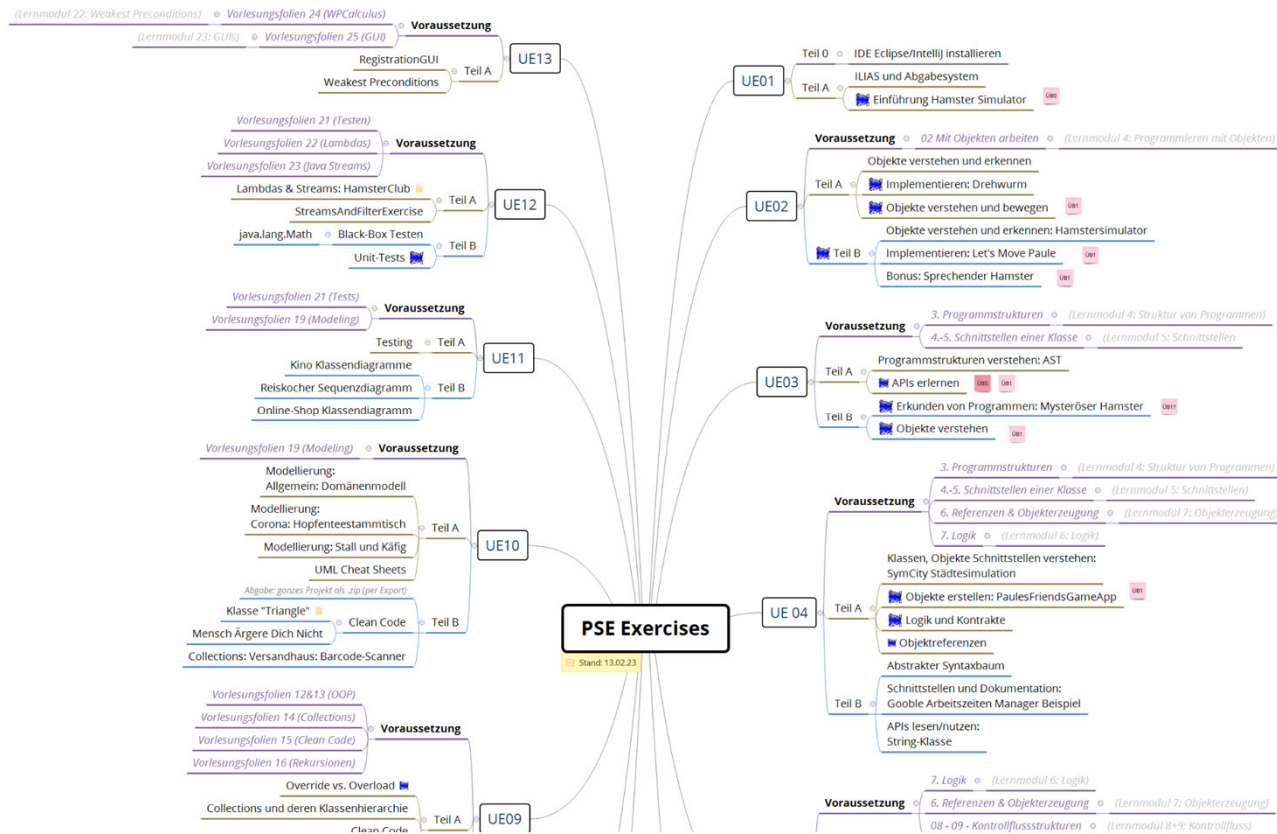 (Lernmodul 22: Weakest Preconditions) Vorlesungsfolien 24 (WPCalculus) Voraussetzung
(Lernmodul 23: GUIs) Vorlesungsfolien 25 (GUI)
UE13
RegistrationGUI
Teil A
Weakest Preconditions
Vorlesungsfolien 21 (Testen)
Vorlesungsfolien 22 (Lambdas) Voraussetzung
Vorlesungsfolien 23 (Java Streams)
Lambdas & Streams: HamsterClub
Teil A
StreamsAndFilterExercise
UE12
java.lang.Math Black-Box Testen
Teil B
Unit-Tests
Vorlesungsfolien 21 (Tests)
Voraussetzung
Vorlesungsfolien 19 (Modeling)
Testing Teil A
UE11
Kino Klassendiagramme
Reiskocher Sequenzdiagramm Teil B
Online-Shop Klassendiagramm
Vorlesungsfolien 19 (Modeling) Voraussetzung
Modellierung:
Allgemein: Domänenmodell
Modellierung:
Corona: Hopfenteestammtisch
Teil A
Modellierung: Stall und Käfig
UML Cheat Sheets
UE10
Abgabe: ganzes Projekt als .zip (per Export)
Klasse "Triangle"
Clean Code Teil B
Mensch Ärgere Dich Nicht
Collections: Versandhaus: Barcode-Scanner
Vorlesungsfolien 12&13 (OOP)
Vorlesungsfolien 14 (Collections)
Voraussetzung
Vorlesungsfolien 15 (Clean Code)
Vorlesungsfolien 16 (Rekursionen)
Override vs. Overload
Collections und deren Klassenhierarchie
Teil A
UE09
Clean Code
PSE Exercises
Stand: 13.02.23
UE01
Teil 0 IDE Eclipse/IntelliJ installieren
ILIAS und Abgabesystem
Teil A
Einführung Hamster Simulator ÜB0
Voraussetzung 02 Mit Objekten arbeiten (Lernmodul 4: Programmieren mit Objekten)
Objekte verstehen und erkennen
Teil A Implementieren: Drehwurm
UE02
Objekte verstehen und bewegen ÜB1
Objekte verstehen und erkennen: Hamstersimulator
Teil B Implementieren: Let's Move Paule ÜB1
Bonus: Sprechender Hamster ÜB1
3. Programmstrukturen (Lernmodul 4: Struktur von Programmen)
Voraussetzung
4.-5. Schnittstellen einer Klasse (Lernmodul 5: Schnittstellen
Programmstrukturen verstehen: AST
UE03
Teil A
APIs erlernen ÜB5 ÜB1
Erkunden von Programmen: Mysteröser Hamster ÜB1?
Teil B
Objekte verstehen ÜB1
3. Programmstrukturen (Lernmodul 4: Struktur von Programmen)
4.-5. Schnittstellen einer Klasse (Lernmodul 5: Schnittstellen)
Voraussetzung
6. Referenzen & Objekterzeugung (Lernmodul 7: Objekterzeugung)
7. Logik (Lernmodul 6: Logik)
Klassen, Objekte Schnittstellen verstehen:
SymCity Städtesimulation
Objekte erstellen: PaulesFriendsGameApp ÜB1
UE 04
Teil A
Logik und Kontrakte
Objektreferenzen
Abstrakter Syntaxbaum
Schnittstellen und Dokumentation:
Teil B
Gooble Arbeitszeiten Manager Beispiel
APIs lesen/nutzen:
String-Klasse
7. Logik (Lernmodul 6: Logik)
Voraussetzung 6. Referenzen & Objekterzeugung (Lernmodul 7: Objekterzeugung)
08 - 09 - Kontrollflussstrukturen (Lernmodul 8+9: Kontrollfluss)